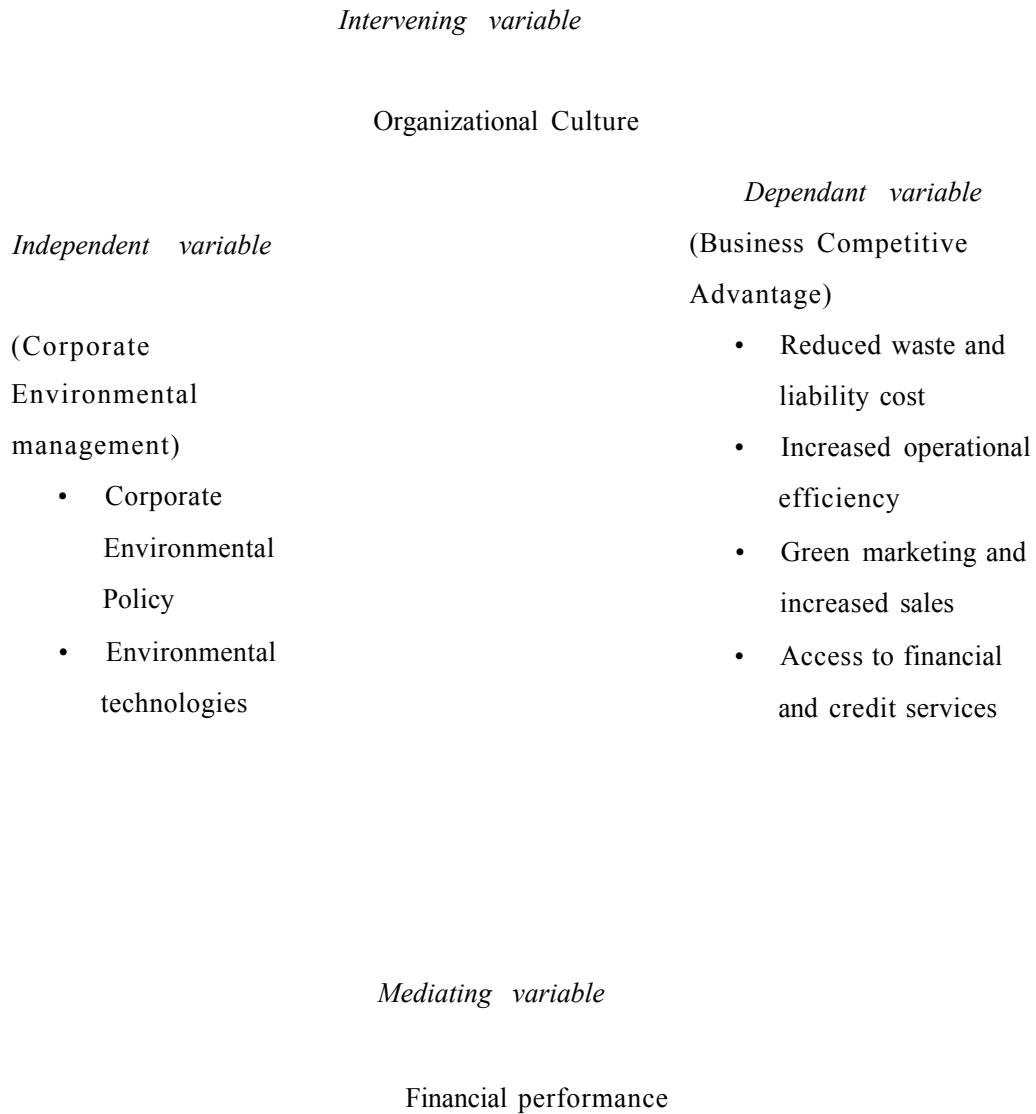 Intervening variable
Organizational Culture
Independent variable
(Corporate
Environmental
management)
• Corporate
Environmental
Policy
• Environmental
technologies
Dependant variable
(Business Competitive
Advantage)
• Reduced waste and
liability cost
• Increased operational
efficiency
• Green marketing and
increased sales
• Access to financial
and credit services
Mediating variable
Financial performance